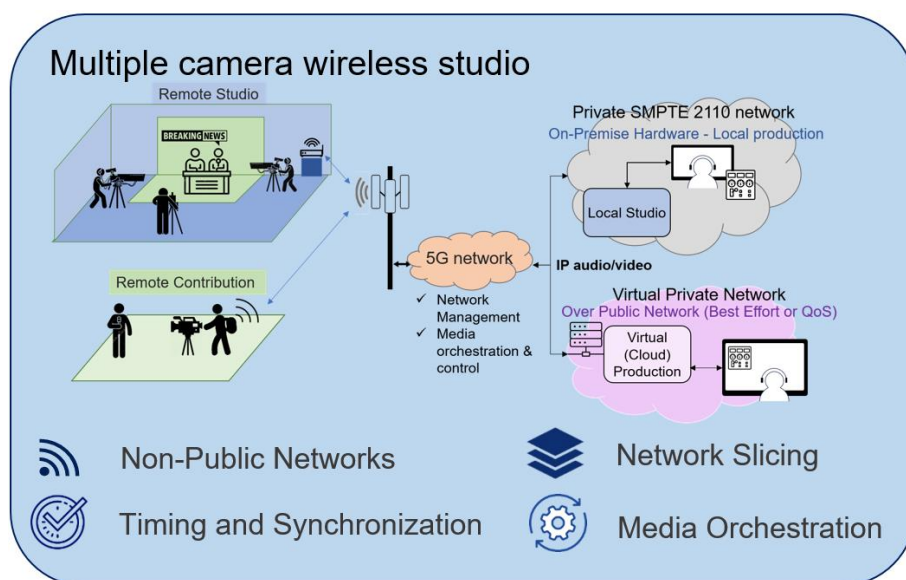 Multiple camera wireless studio
Remote Studio
BREAKING NEWS
Remote Contribution
5G network
✓ Network
Management
✓ Media
orchestration &
control
IP audio/video
Private SMPTE 2110 network
On-Premise Hardware - Local production
Local Studio
Virtual Private Network
Over Public Network (Best Effort or QoS)
Virtual
(Cloud)
Production
Non-Public Networks
Network Slicing
Timing and Synchronization
Media Orchestration